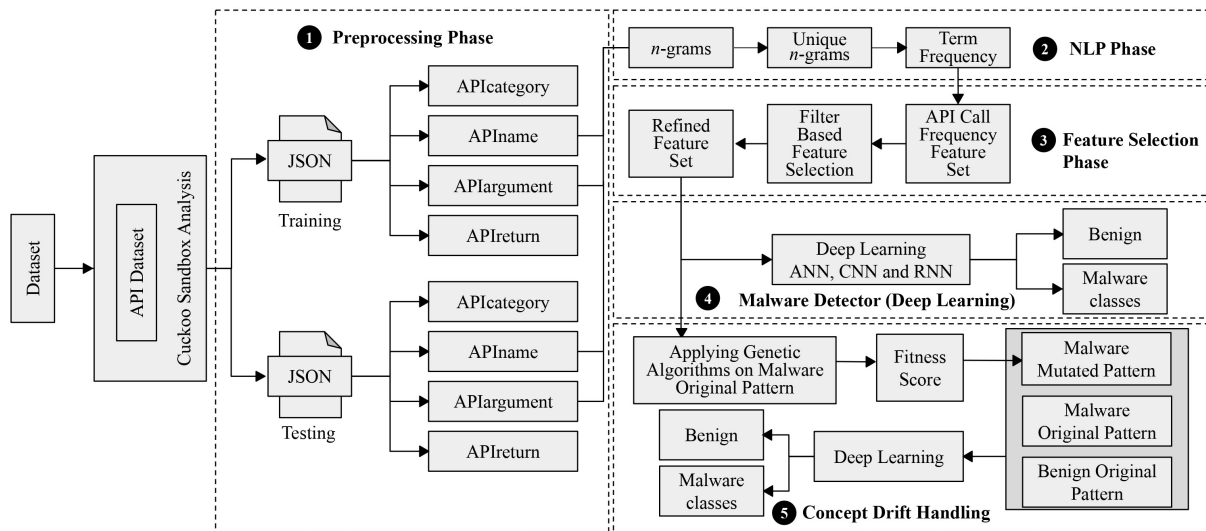 Dataset
API Dataset
Cuckoo Sandbox Analysis
1 Preprocessing Phase
JSON
Training
APIcategory
APIname
APIargument
APIreturn
JSON
Testing
APIcategory
APIname
APIargument
APIreturn
n-grams
Unique
n-grams
Term
Frequency
2 NLP Phase
Refined
Feature
Set
Filter
Based
Feature
Selection
API Call
Frequency
Feature
Set
3 Feature Selection
Phase
Deep Learning
ANN, CNN and RNN
Benign
Malware
classes
4 Malware Detector (Deep Learning)
Applying Genetic
Algorithms on Malware
Original Pattern
Fitness
Score
Malware
Mutated Pattern
Malware
Original Pattern
Benign Original
Pattern
Deep Learning
Benign
Malware
classes
5 Concept Drift Handling